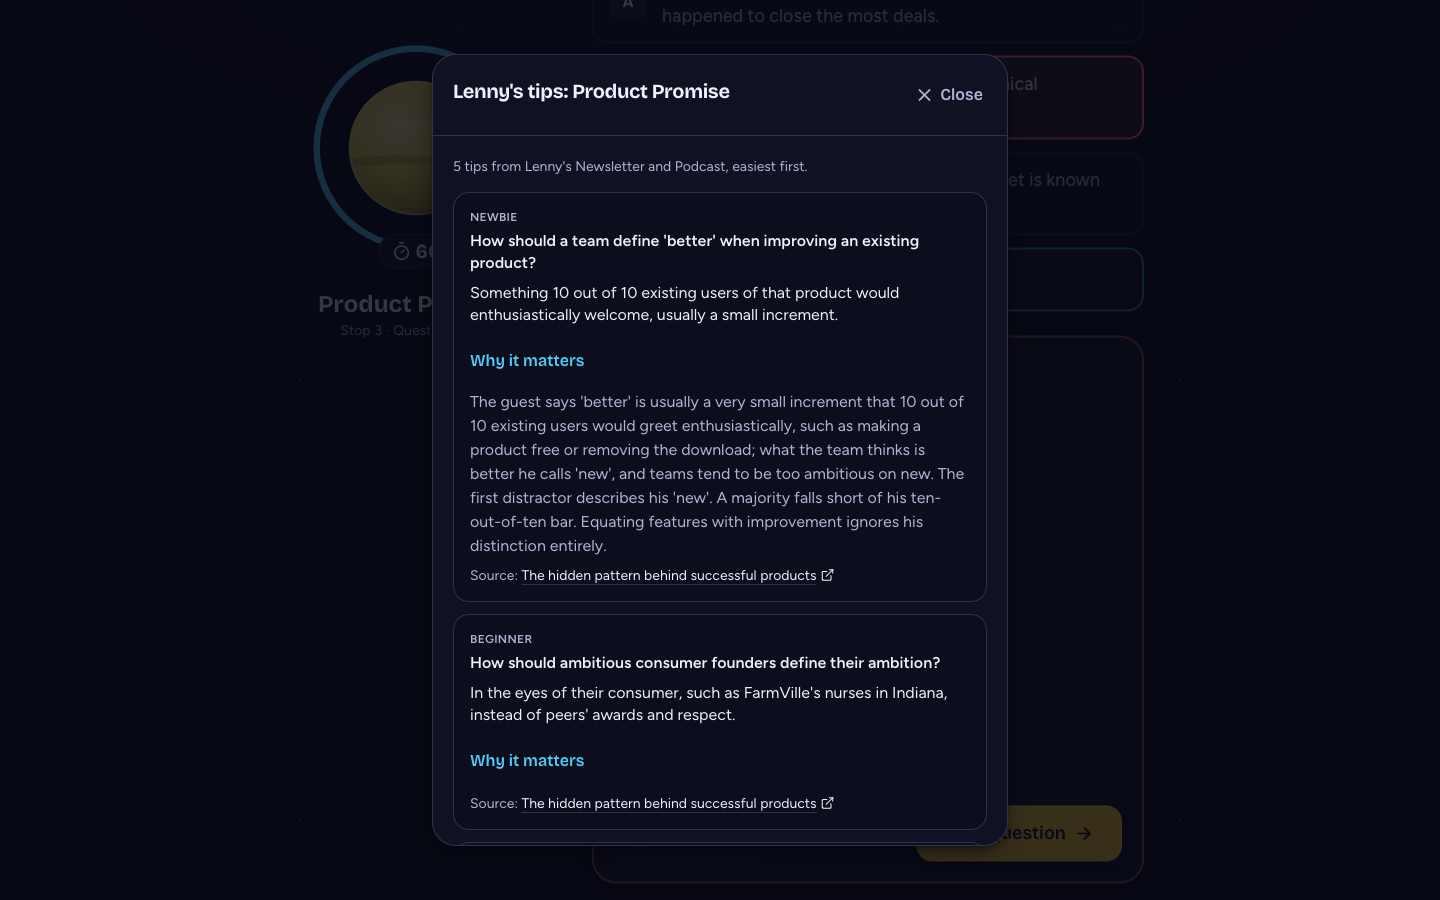 A
happened to close the most deals.
Lenny's tips: Product Promise
Close
5 tips from Lenny's Newsletter and Podcast, easiest first.
NEWBIE
How should a team define 'better' when improving an existing
product?
Something 10 out of 10 existing users of that product would
enthusiastically welcome, usually a small increment.
Why it matters
The guest says 'better' is usually a very small increment that 10 out of
10 existing users would greet enthusiastically, such as making a
product free or removing the download; what the team thinks is
better he calls 'new', and teams tend to be too ambitious on new. The
first distractor describes his 'new'. A majority falls short of his ten-
out-of-ten bar. Equating features with improvement ignores his
distinction entirely.
Source: The hidden pattern behind successful products
BEGINNER
How should ambitious consumer founders define their ambition?
In the eyes of their consumer, such as FarmVille's nurses in Indiana,
instead of peers' awards and respect.
Why it matters
Source: The hidden pattern behind successful products
Product
Stop 3
is known